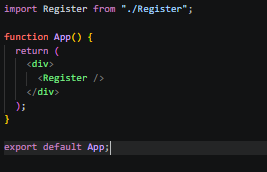 import Register from "./Register";

function App() {
  return (
    <div>
      <Register />
    </div>
  );
}

export default App;